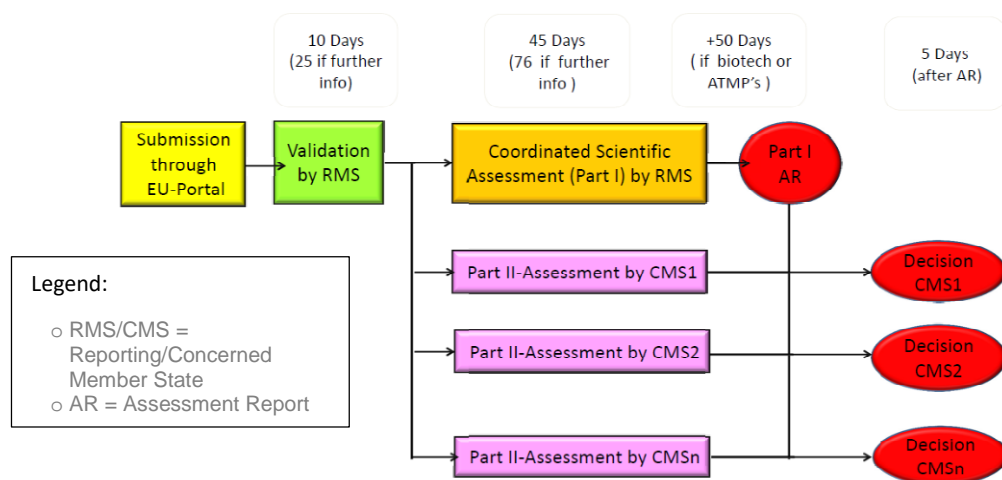 10 Days
(25 if further
info)
45 Days
(76 if further
info )
+50 Days
( if biotech or
ATMP's )
5 Days
(after AR)
Submission
through
EU-Portal
Validation
by RMS
Coordinated Scientific
Assessment (Part I) by RMS
Part I
AR
Part II-Assessment by CMS1
Decision
CMS1
Part II-Assessment by CMS2
Decision
CMS2
Part II-Assessment by CMSn
Decision
CMSn
Legend:
o RMS/CMS =
Reporting/Concerned
Member State
o AR = Assessment Report